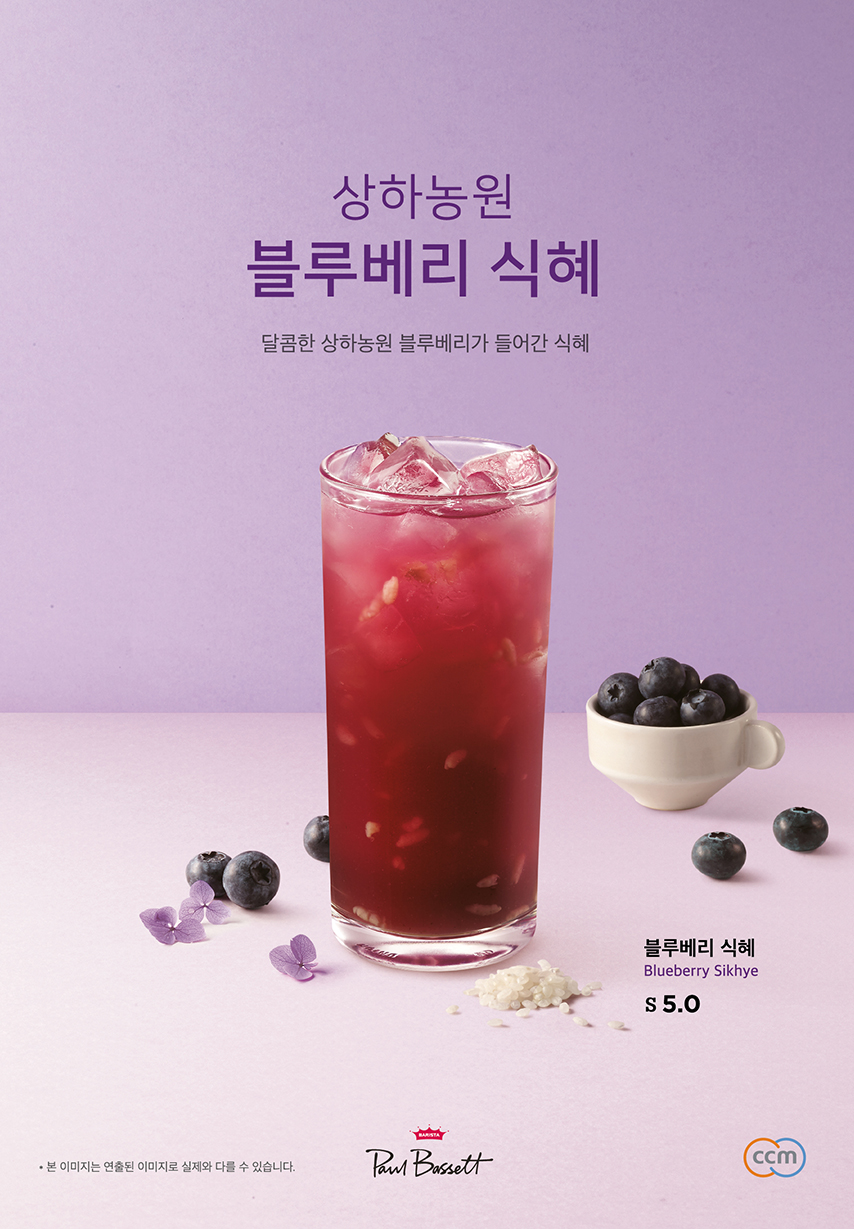 상하농원
블루베리 식혜
달콤한 상하농원 블루베리가 들어간 식혜
블루베리 식혜
Blueberry Sikhye
S 5.0
• 본 이미지는 연출된 이미지로 실제와 다를 수 있습니다.
BARISTA
Paul Bassett
ccm